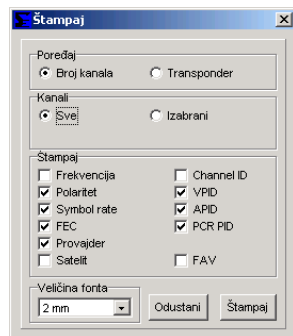 Štampaj
Poređaj
Broj kanala Transponder
Kanali
Sve Izabrani
Štampaj
Frekvencija Channel ID
Polaritet VPID
Symbol rate APID
FEC PCR PID
Provajder
Satelit FAV
Veličina fonta
2 mm Odustani Štampaj